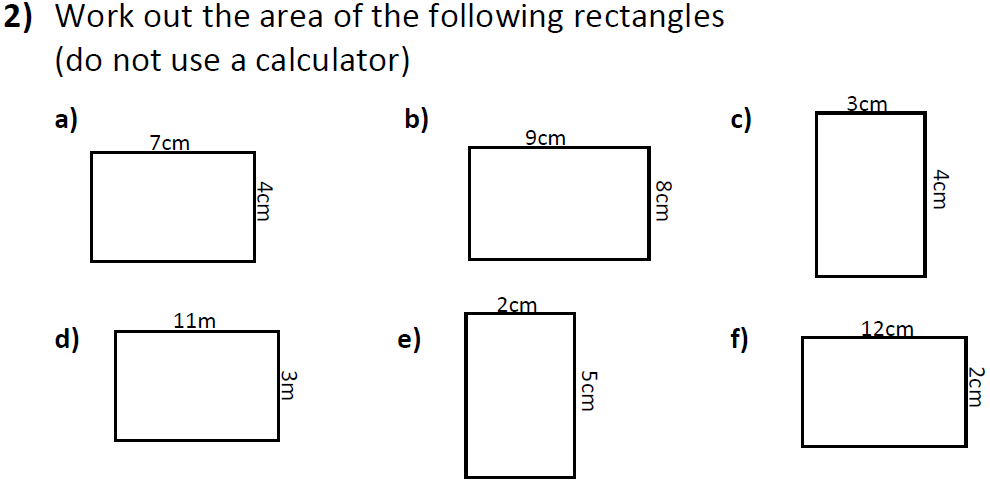 2) Work out the area of the following rectangles
(do not use a calculator)
a)
7cm
4cm
b)
9cm
8cm
c)
3cm
4cm
d)
11m
3m
e)
2cm
5cm
f)
12cm
2cm